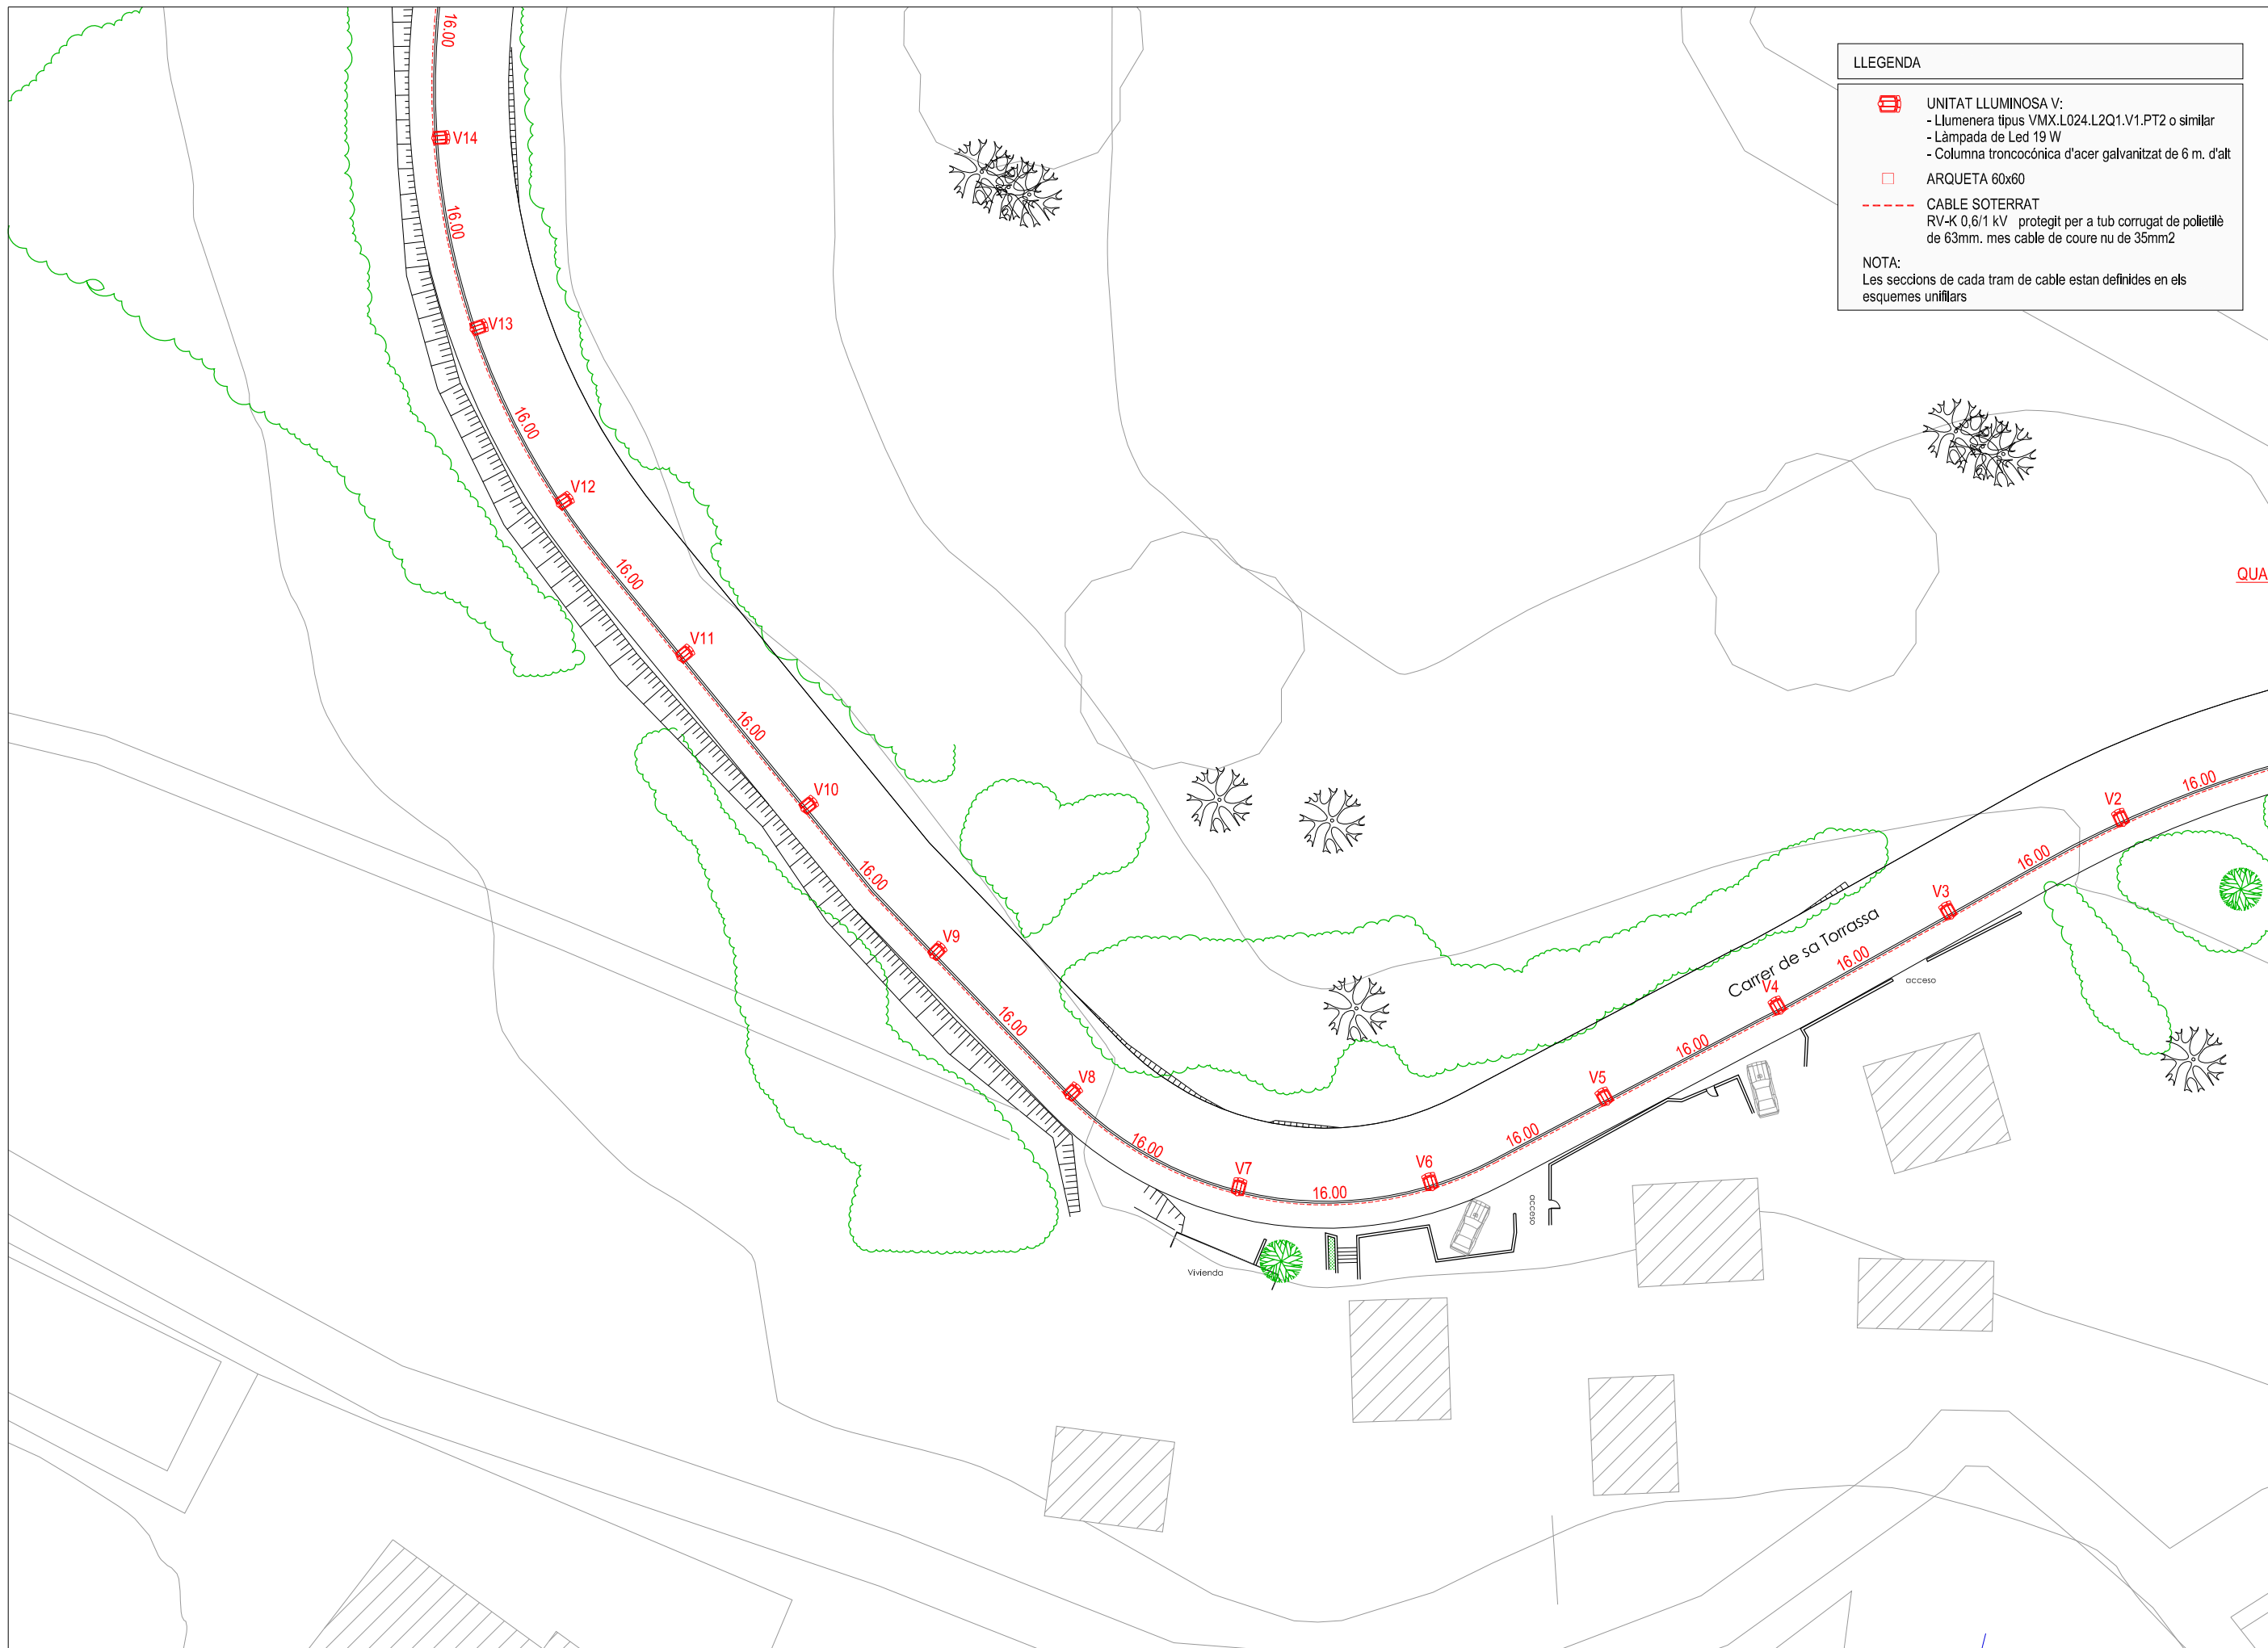 LLEGENDA
UNITAT LLUMINOSA V:
- Llumenera tipus VMX.L024.L2Q1.V1.PT2 o similar
- Làmpada de Led 19 W
- Columna troncocónica d'acer galvanitzat de 6 m. d'alt
ARQUETA 60x60
CABLE SOTERRAT
RV-K 0,6/1 kV protegit per a tub corrugat de polietilè
de 63mm. mes cable de coure nu de 35mm2
NOTA:
Les seccions de cada tram de cable estan definides en els
esquemes unifilars
16.00
V14
16.00
V13
16.00
V12
16.00
V11
16.00
V10
16.00
V9
16.00
V8
16.00
V7
16.00
V6
16.00
V5
16.00
V4
16.00
V3
16.00
V2
16.00
QUA
Carrer de sa Torrassa
acceso
acceso
Vivienda